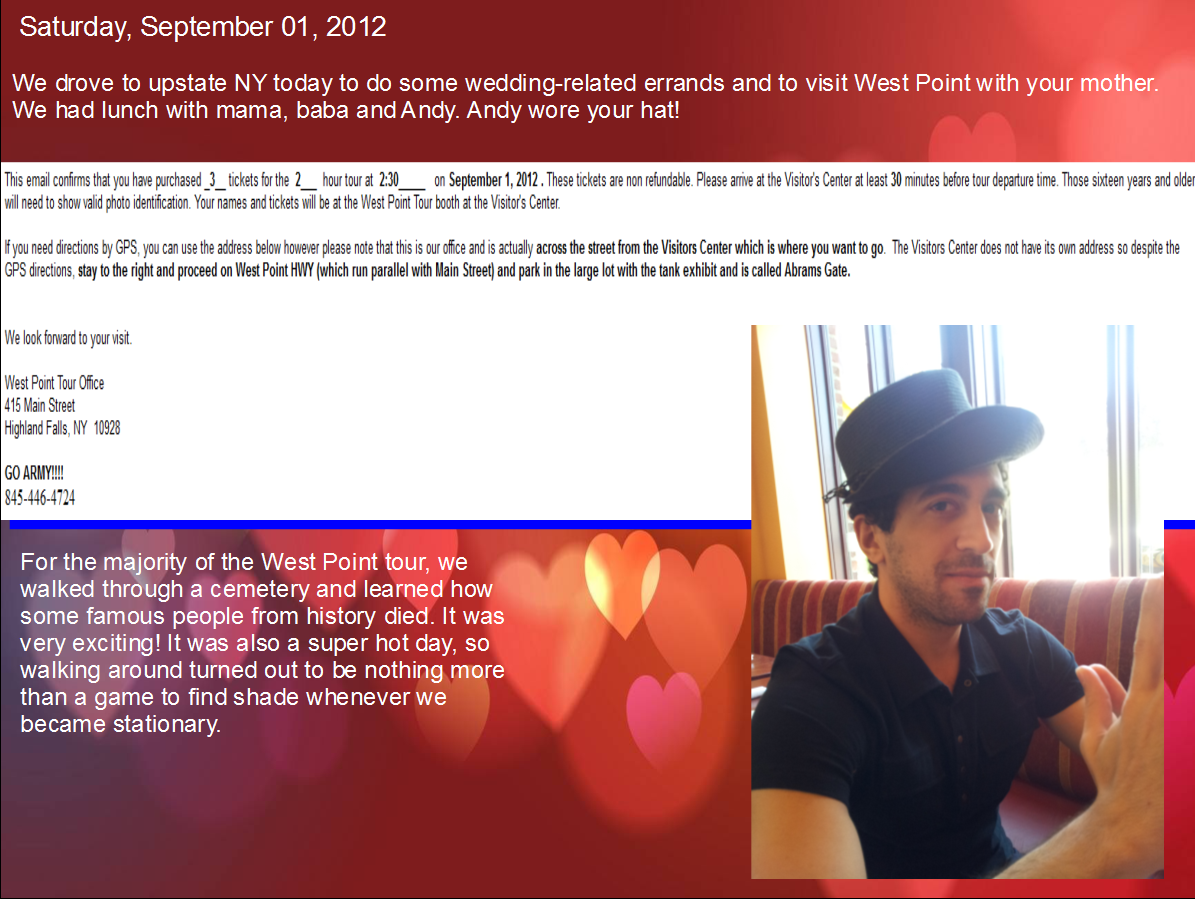 Saturday, September 01, 2012
We drove to upstate NY today to do some wedding-related errands and to visit West Point with your mother.
We had lunch with mama, baba and Andy. Andy wore your hat!
This email confirms that you have purchased _3__ tickets for the 2___ hour tour at 2:30_____ on September 1, 2012 . These tickets are non refundable. Please arrive at the Visitor's Center at least 30 minutes before tour departure time. Those sixteen years and older
will need to show valid photo identification. Your names and tickets will be at the West Point Tour booth at the Visitor's Center.
If you need directions by GPS, you can use the address below however please note that this is our office and is actually across the street from the Visitors Center which is where you want to go. The Visitors Center does not have its own address so despite the
GPS directions, stay to the right and proceed on West Point HWY (which run parallel with Main Street) and park in the large lot with the tank exhibit and is called Abrams Gate.
We look forward to your visit.
West Point Tour Office
415 Main Street
Highland Falls, NY 10928
GO ARMY!!!!
845-446-4724
For the majority of the West Point tour, we
walked through a cemetery and learned how
some famous people from history died. It was
very exciting! It was also a super hot day, so
walking around turned out to be nothing more
than a game to find shade whenever we
became stationary.